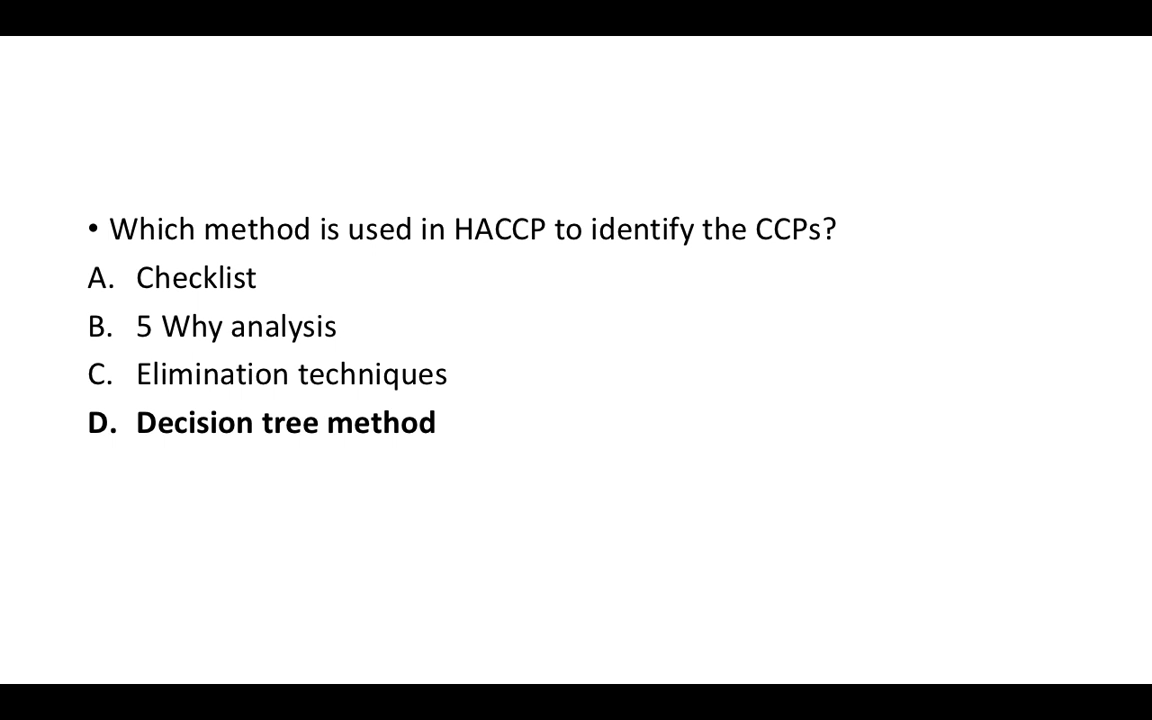 • Which method is used in HACCP to identify the CCPs?
A. Checklist
B. 5 Why analysis
C. Elimination techniques
D. Decision tree method